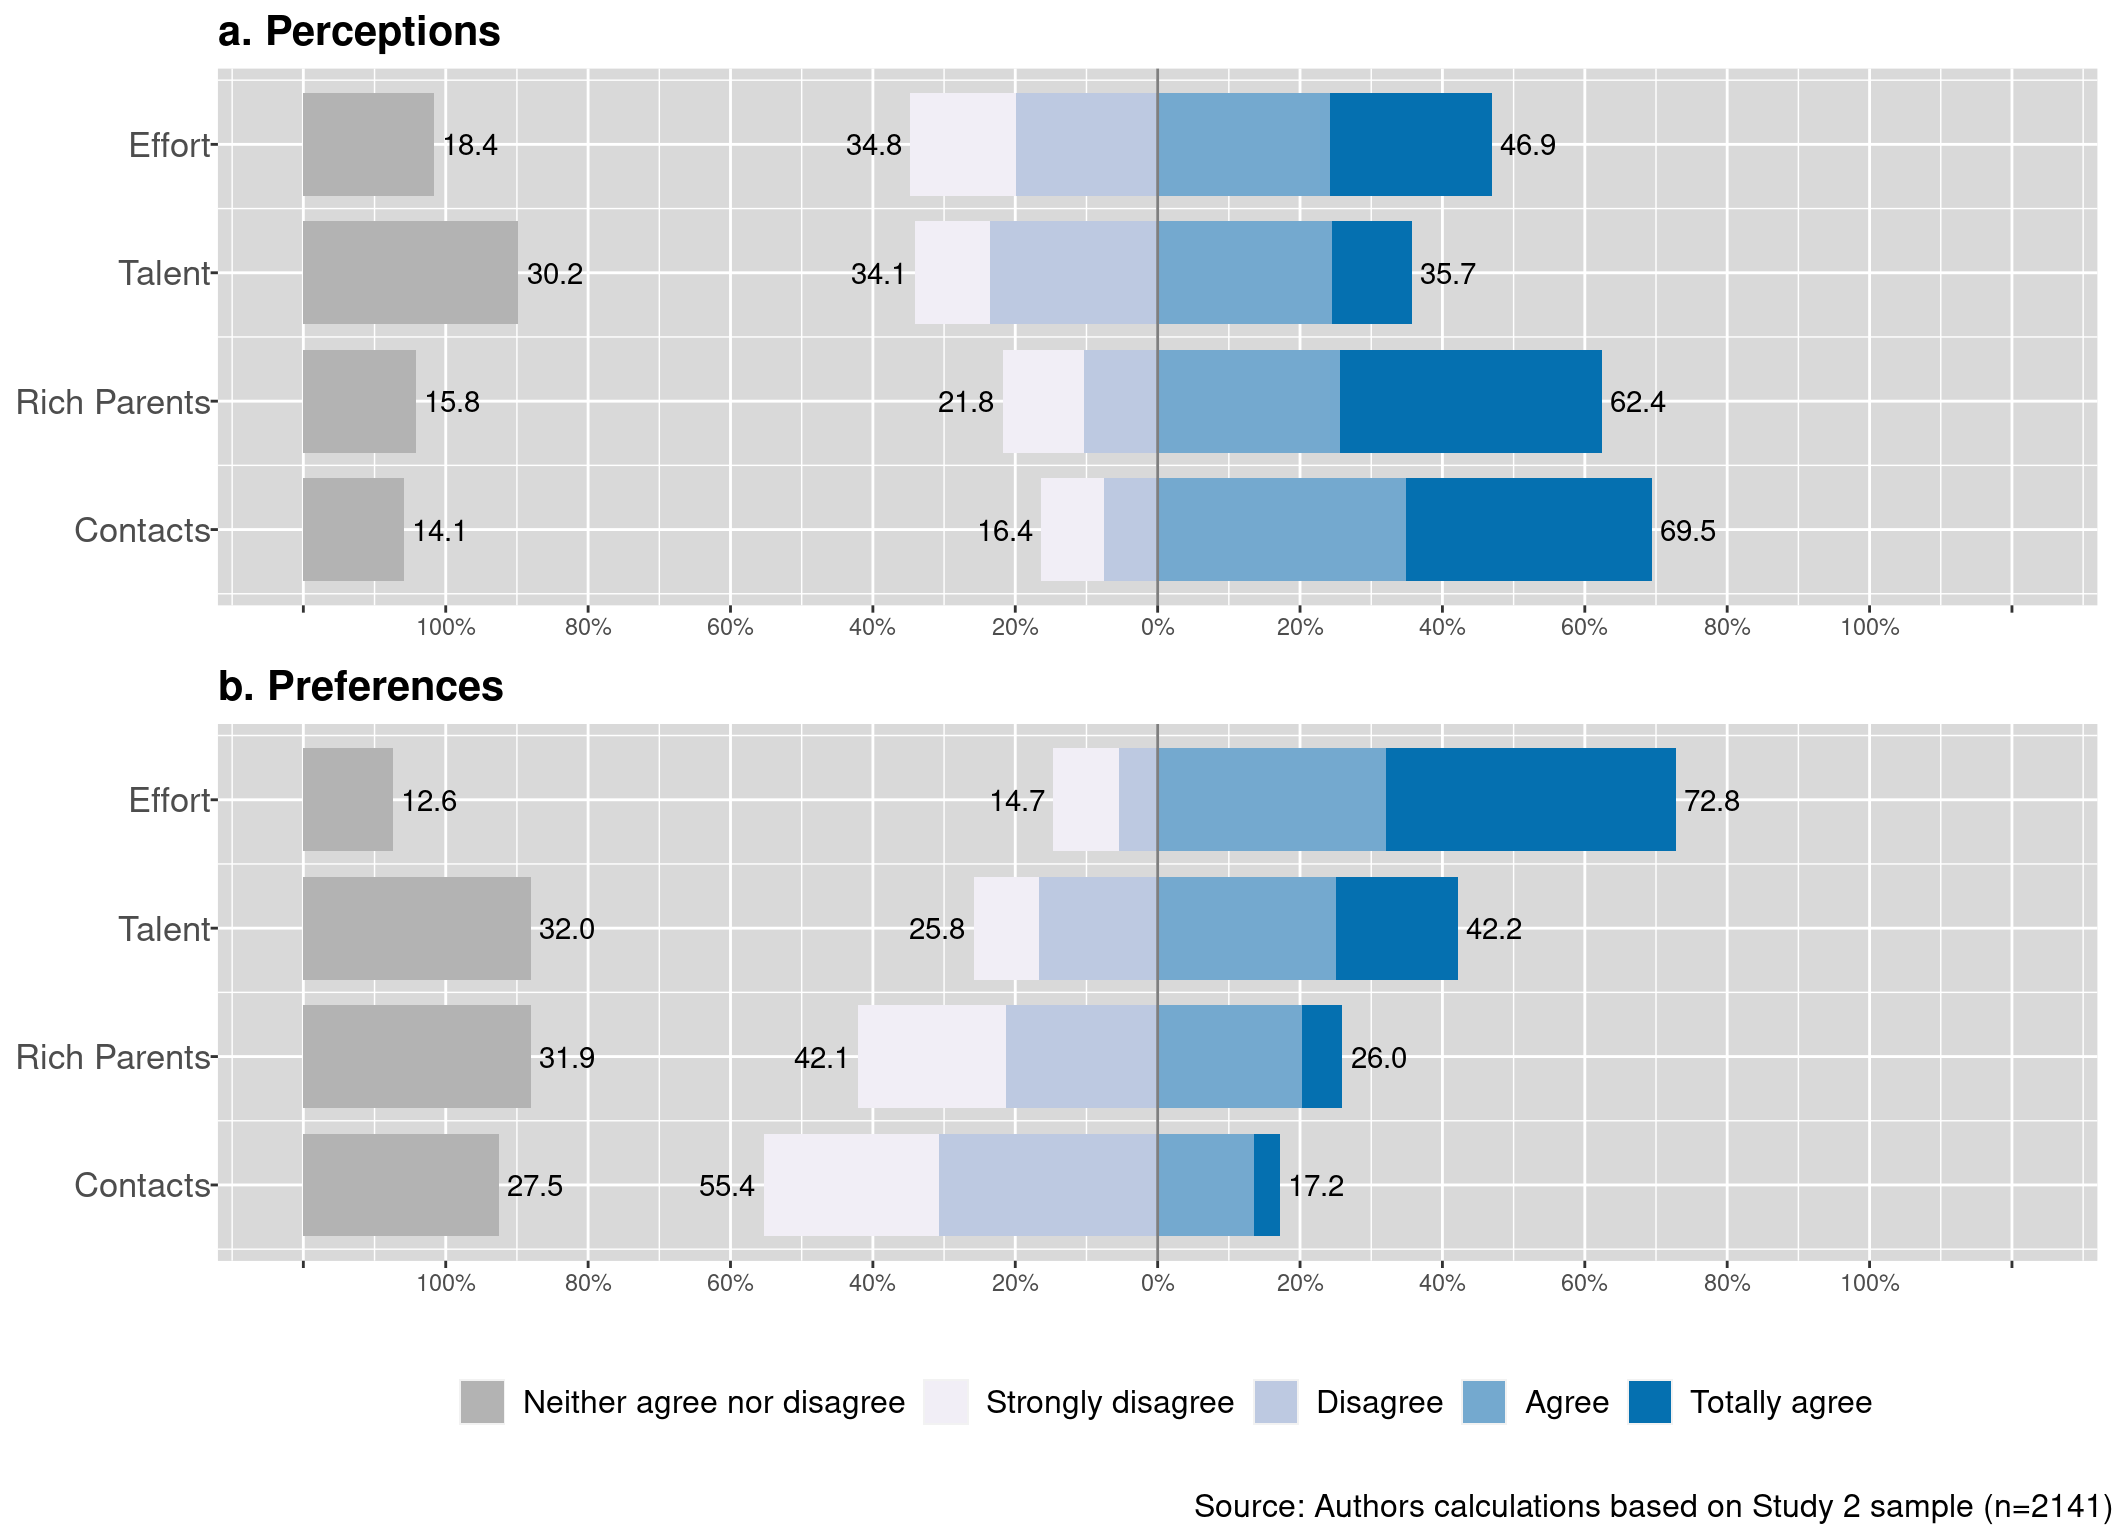 a. Perceptions
Effort 18.4 34.8 46.9
Talent 30.2 34.1 35.7
Rich Parents 15.8 21.8 62.4
Contacts 14.1 16.4 69.5
100% 80% 60% 40% 20% 0% 20% 40% 60% 80% 100%
b. Preferences
Effort 12.6 14.7 72.8
Talent 32.0 25.8 42.2
Rich Parents 31.9 42.1 26.0
Contacts 27.5 55.4 17.2
100% 80% 60% 40% 20% 0% 20% 40% 60% 80% 100%
Neither agree nor disagree Strongly disagree Disagree Agree Totally agree
Source: Authors calculations based on Study 2 sample (n=2141)